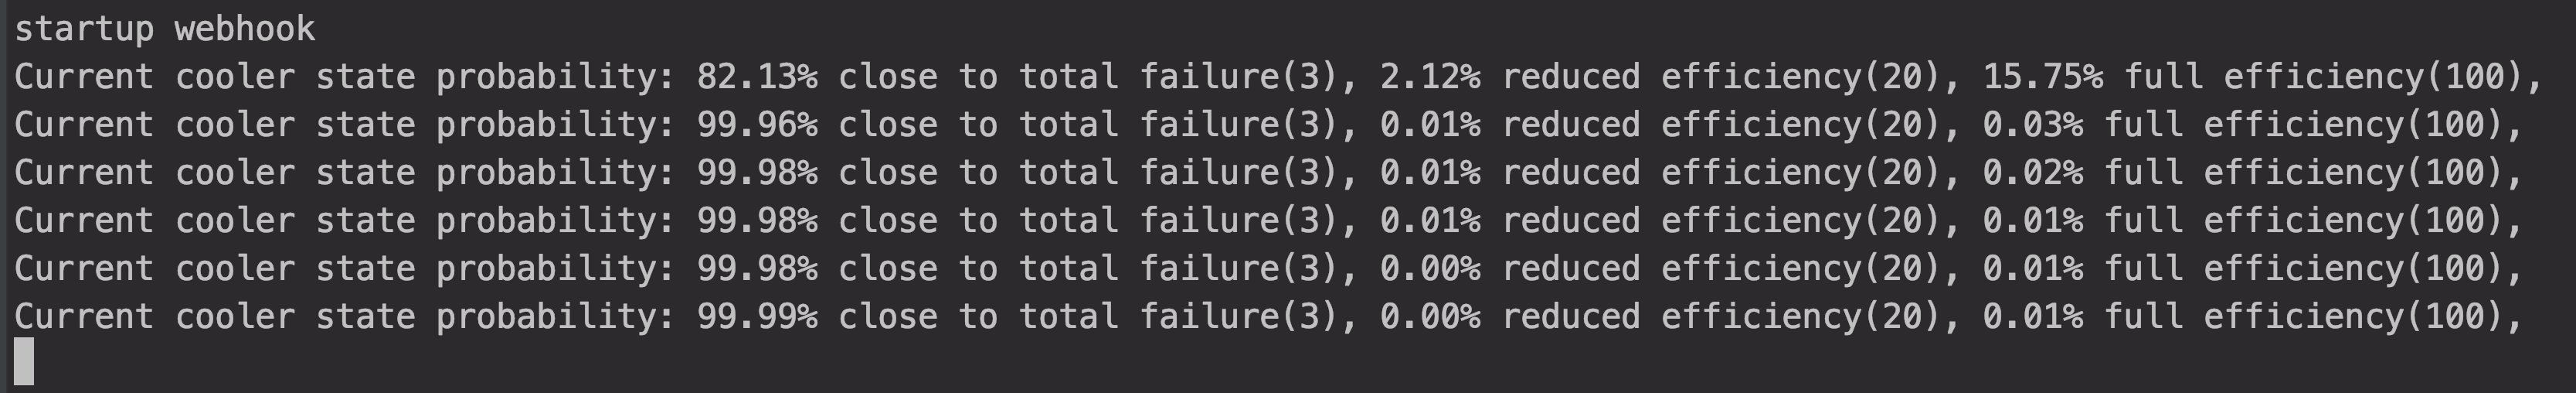 startup webhook
Current cooler state probability: 82.13% close to total failure(3), 2.12% reduced efficiency(20), 15.75% full efficiency(100),
Current cooler state probability: 99.96% close to total failure(3), 0.01% reduced efficiency(20), 0.03% full efficiency(100),
Current cooler state probability: 99.98% close to total failure(3), 0.01% reduced efficiency(20), 0.02% full efficiency(100),
Current cooler state probability: 99.98% close to total failure(3), 0.01% reduced efficiency(20), 0.01% full efficiency(100),
Current cooler state probability: 99.98% close to total failure(3), 0.00% reduced efficiency(20), 0.01% full efficiency(100),
Current cooler state probability: 99.99% close to total failure(3), 0.00% reduced efficiency(20), 0.01% full efficiency(100),